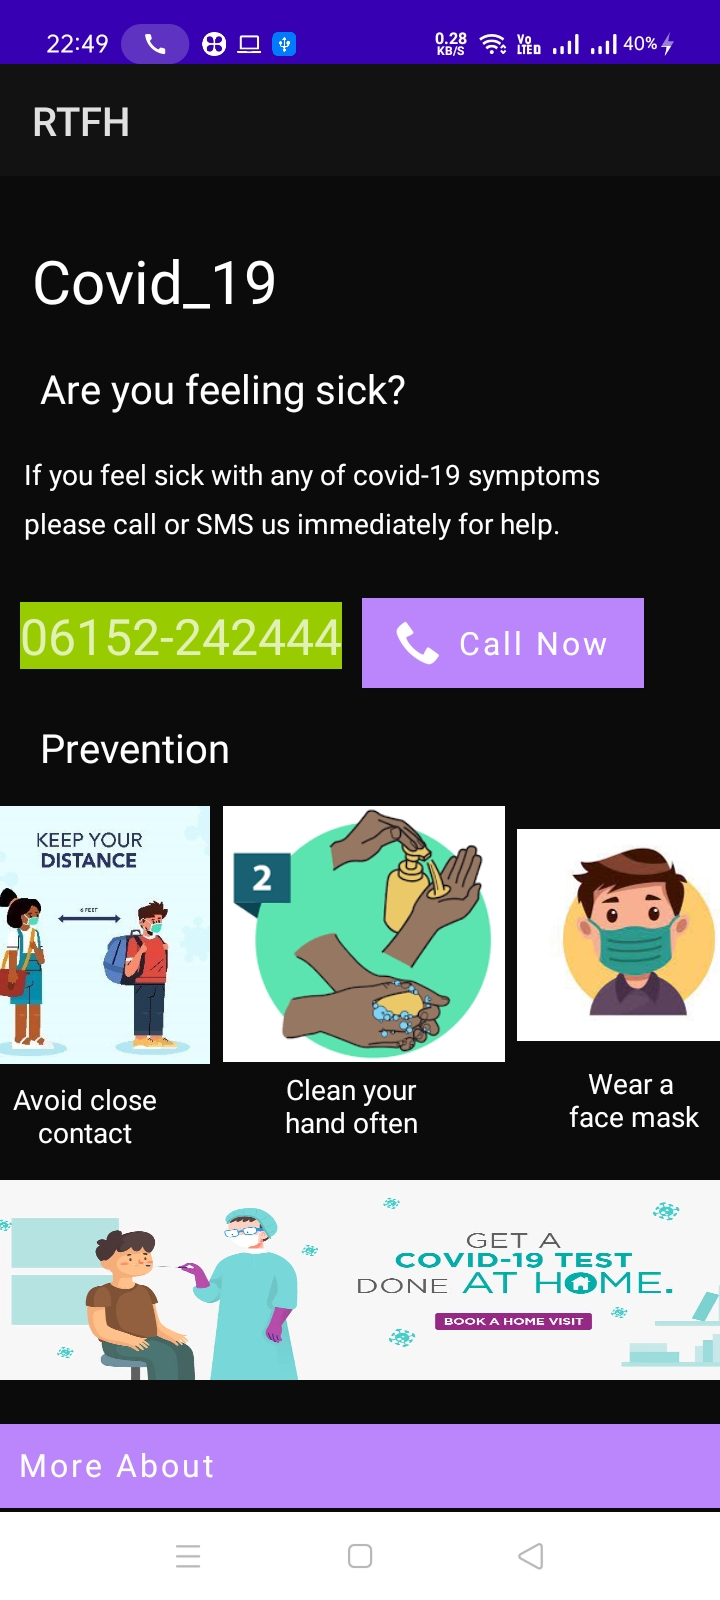 22:49
0.28
KB/S
Vo
LTE
40%
RTFH
Covid_19
Are you feeling sick?
If you feel sick with any of covid-19 symptoms
please call or SMS us immediately for help.
06152-242444
Call Now
Prevention
KEEP YOUR
DISTANCE
6 FEET
2
Avoid close
contact
Clean your
hand often
Wear a
face mask
GET A
COVID-19 TEST
DONE AT HOME.
BOOK A HOME VISIT
More About